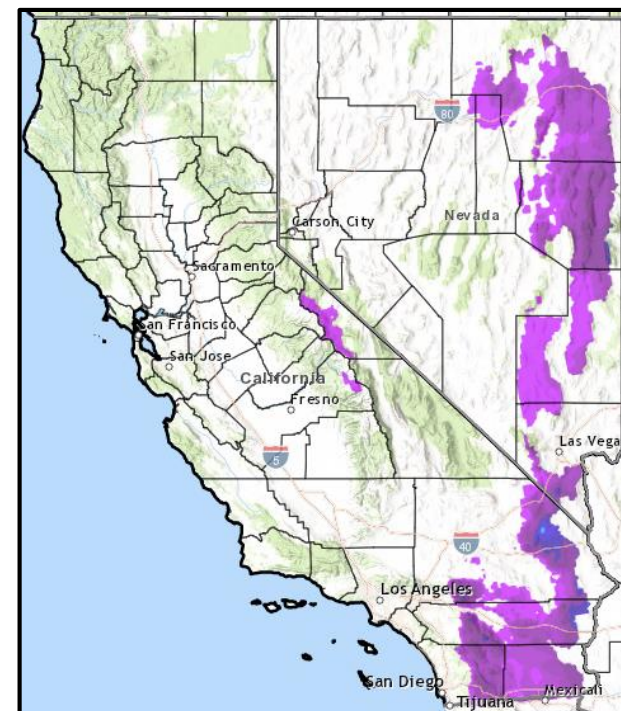 80
Carson City
Nevada
Sacramento
San Francisco
San Jose
California
Fresno
5
Las Vega
40
Los Angeles
San Diego
Mexicali
Tijuana